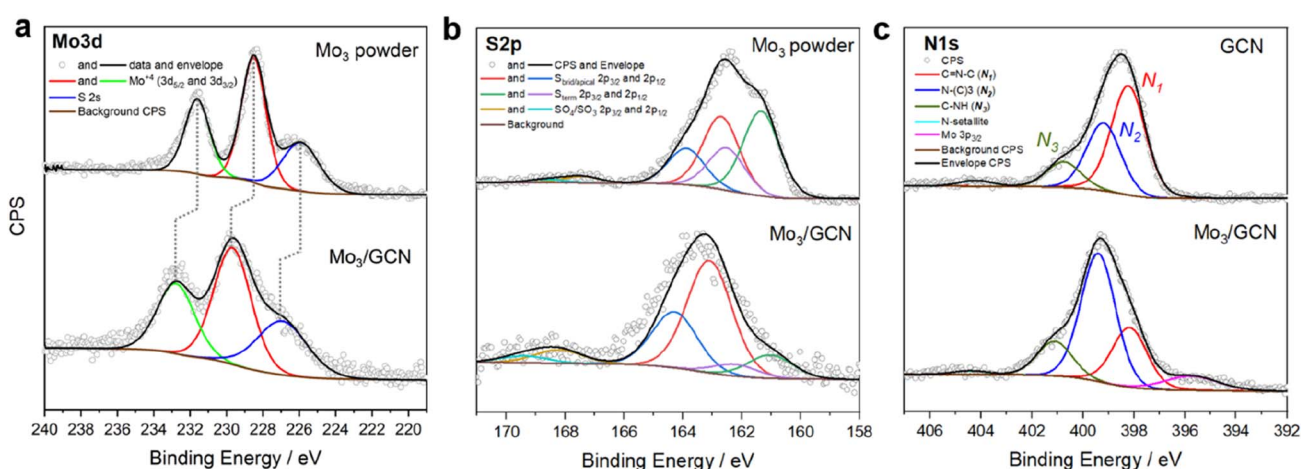 a
Mo3d
Mo₃ powder
and data and envelope
and Mo⁺⁴ (3d₅/₂ and 3d₃/₂)
S 2s
Background CPS
Mo₃/GCN
CPS
240 238 236 234 232 230 228 226 224 222 220
Binding Energy / eV
b
S2p
Mo₃ powder
and CPS and Envelope
and S brid/apical 2p₃/₂ and 2p₁/₂
and S term 2p₃/₂ and 2p₁/₂
and SO₄/SO₃ 2p₃/₂ and 2p₁/₂
Background
Mo₃/GCN
170 168 166 164 162 160 158
Binding Energy / eV
c
N1s
GCN
CPS
C=N-C (N₁)
N-(C)3 (N₂)
C-NH (N₃)
N-setallite
Mo 3p₃/₂
Background CPS
Envelope CPS
N₁
N₂
N₃
Mo₃/GCN
406 404 402 400 398 396 394 392
Binding Energy / eV